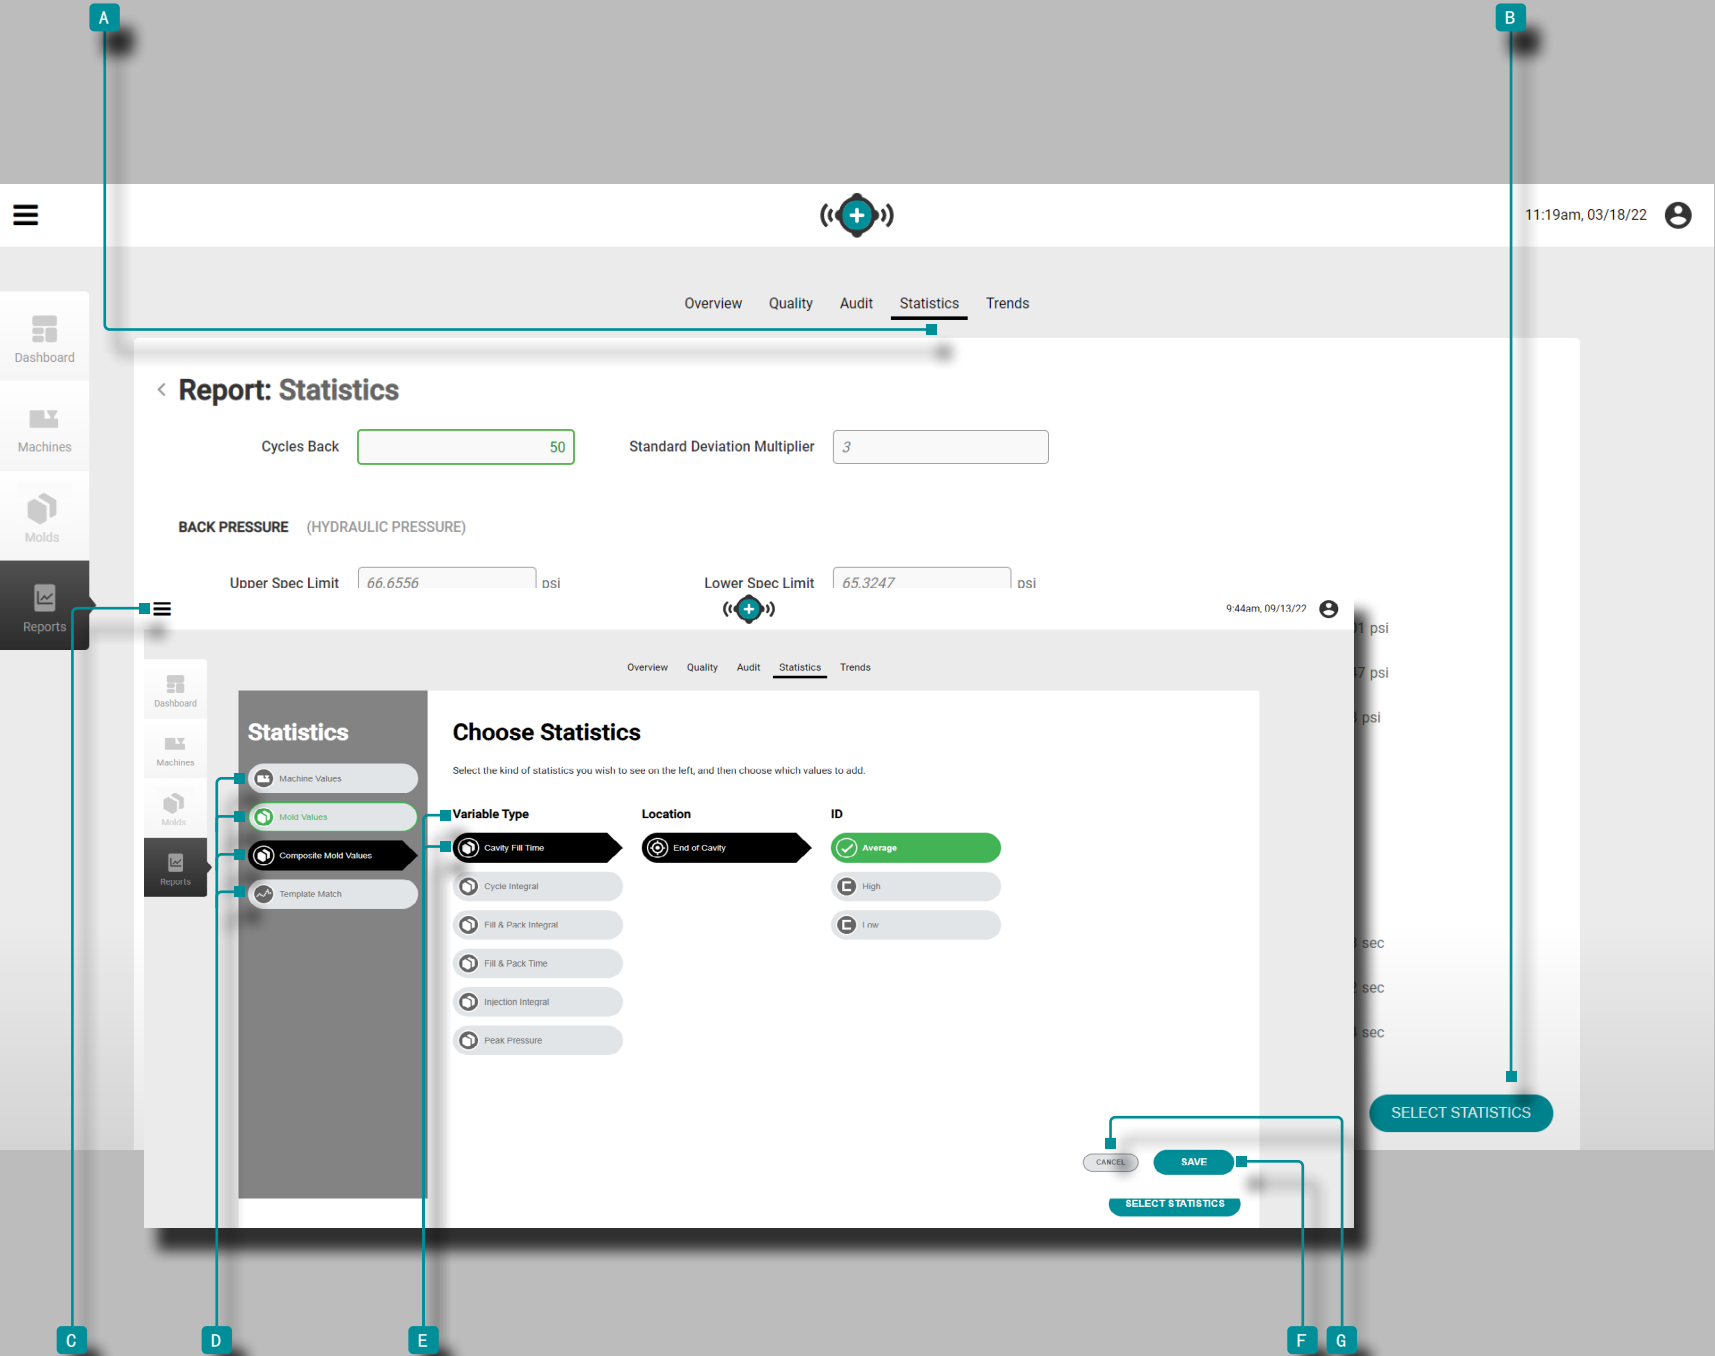 A
B
11:19am, 03/18/22
Overview Quality Audit Statistics Trends
Dashboard
Machines
Molds
Reports
Report: Statistics
Cycles Back 50 Standard Deviation Multiplier 3
BACK PRESSURE (HYDRAULIC PRESSURE)
Upper Spec Limit 66.6556 psi Lower Spec Limit 65.3247 psi
psi
psi
psi
sec
sec
sec
SELECT STATISTICS
9:44am, 09/13/22
Overview Quality Audit Statistics Trends
Dashboard
Machines
Molds
Reports
Statistics
Machine Values
Mold Values
Composite Mold Values
Template Match
Choose Statistics
Select the kind of statistics you wish to see on the left, and then choose which values to add.
Variable Type Location ID
Cavity Fill Time End of Cavity Average
Cycle Integral High
Fill & Pack Integral Low
Fill & Pack Time
Injection Integral
Peak Pressure
CANCEL SAVE
SELECT STATISTICS
C D E F G